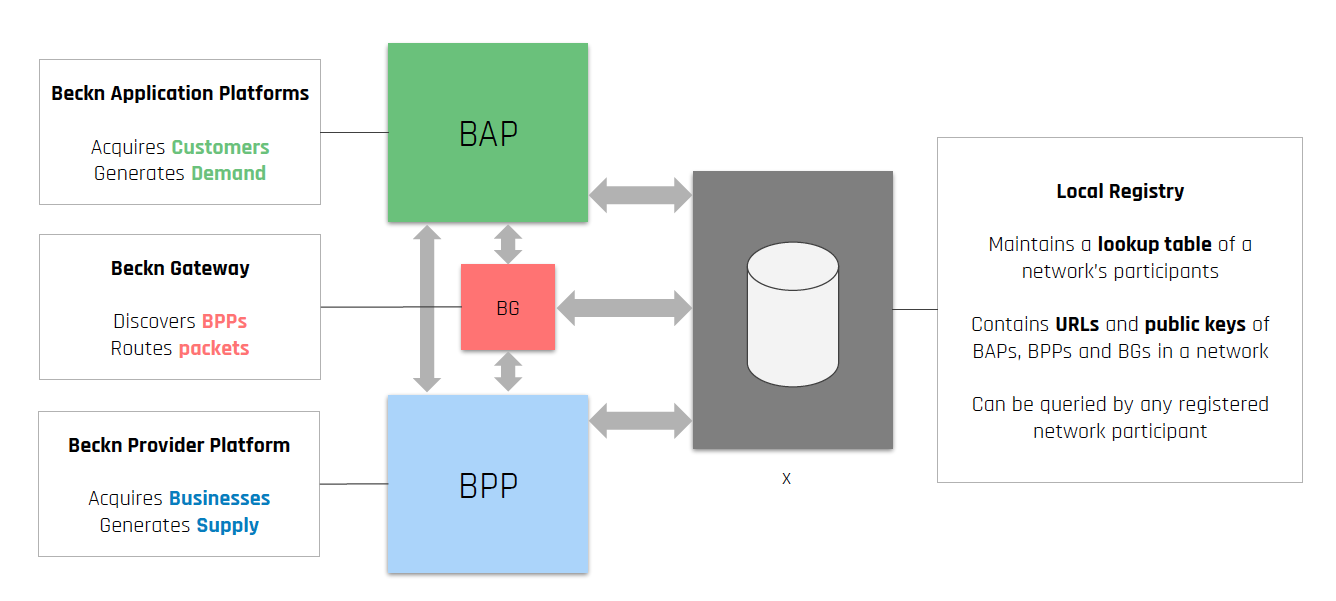 Beckn Application Platforms
Acquires Customers
Generates Demand
Beckn Gateway
Discovers BPPs
Routes packets
Beckn Provider Platform
Acquires Businesses
Generates Supply
BAP
BG
BPP
X
Local Registry
Maintains a lookup table of a
network's participants
Contains URLs and public keys of
BAPs, BPPs and BGs in a network
Can be queried by any registered
network participant